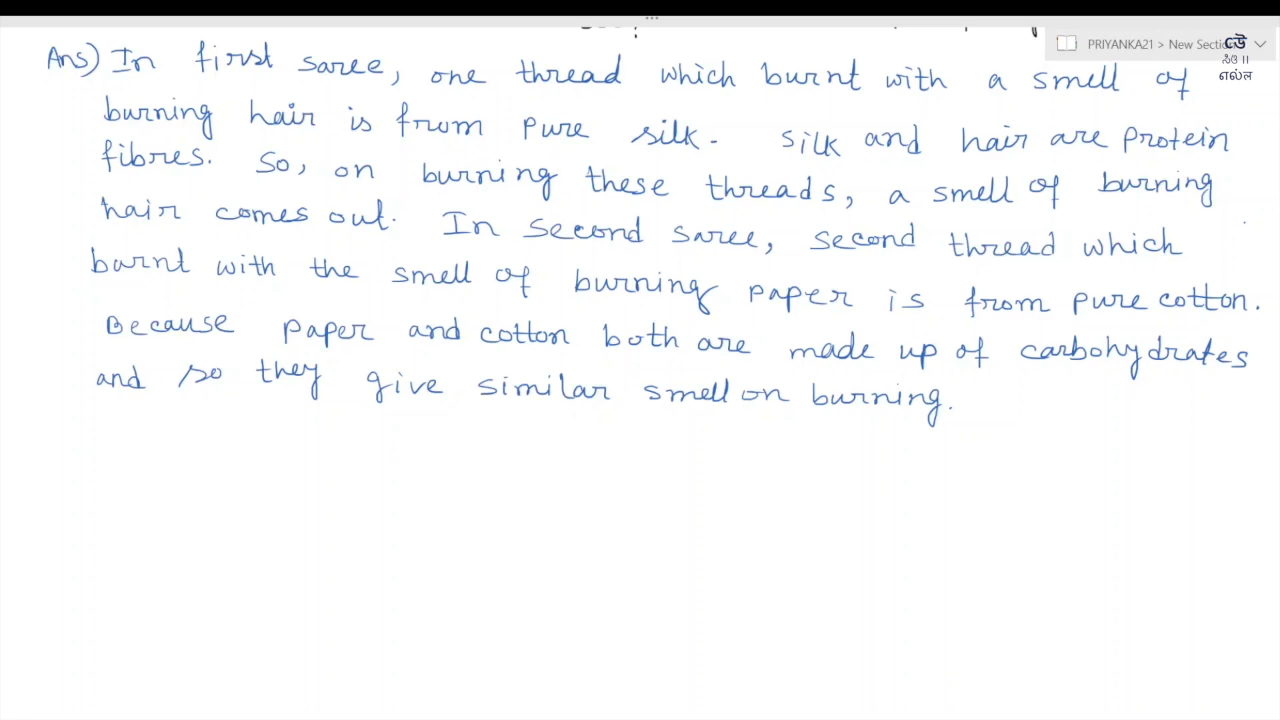 PRIYANKA21 > New Section
Ans) In first saree, one thread which burnt with a smell of
burning hair is from pure silk. Silk and hair are protein
fibres. So, on burning these threads, a smell of burning
hair comes out. In second saree, second thread which
burnt with the smell of burning paper is from pure cotton.
Because paper and cotton both are made up of carbohydrates
and so they give similar smell on burning.